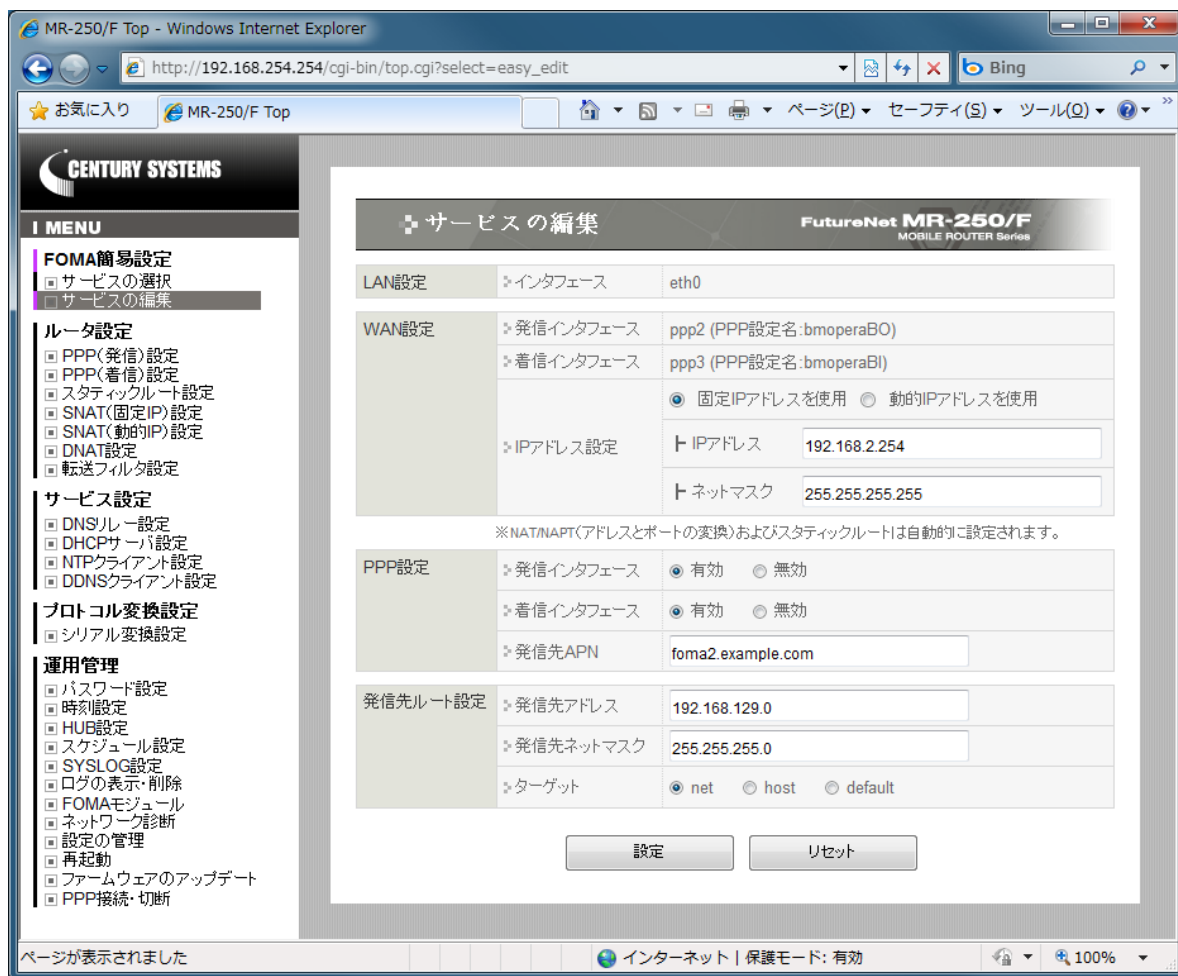 MR-250/F Top - Windows Internet Explorer
http://192.168.254.254/cgi-bin/top.cgi?select=easy_edit
Bing
お気に入り
MR-250/F Top
ページ(P)
セーフティ(S)
ツール(O)
CENTURY SYSTEMS
MENU
FOMA簡易設定
サービスの選択
サービスの編集
ルータ設定
PPP(発信)設定
PPP(着信)設定
スタティックルート設定
SNAT(固定IP)設定
SNAT(動的IP)設定
DNAT設定
転送フィルタ設定
サービス設定
DNSリレー設定
DHCPサーバ設定
NTPクライアント設定
DDNSクライアント設定
プロトコル変換設定
シリアル変換設定
運用管理
パスワード設定
時刻設定
HUB設定
スケジュール設定
SYSLOG設定
ログの表示・削除
FOMAモジュール
ネットワーク診断
設定の管理
再起動
ファームウェアのアップデート
PPP接続・切断
サービスの編集
FutureNet MR-250/F
MOBILE ROUTER Series
LAN設定 インタフェース eth0
WAN設定 発信インタフェース ppp2 (PPP設定名:bmoperaBO)
着信インタフェース ppp3 (PPP設定名:bmoperaBI)
IPアドレス設定
固定IPアドレスを使用 動的IPアドレスを使用
IPアドレス 192.168.2.254
ネットマスク 255.255.255.255
※NAT/NAPT(アドレスとポートの変換)およびスタティックルートは自動的に設定されます。
PPP設定 発信インタフェース 有効 無効
着信インタフェース 有効 無効
発信先APN foma2.example.com
発信先ルート設定 発信先アドレス 192.168.129.0
発信先ネットマスク 255.255.255.0
ターゲット net host default
設定 リセット
ページが表示されました
インターネット | 保護モード: 有効
100%